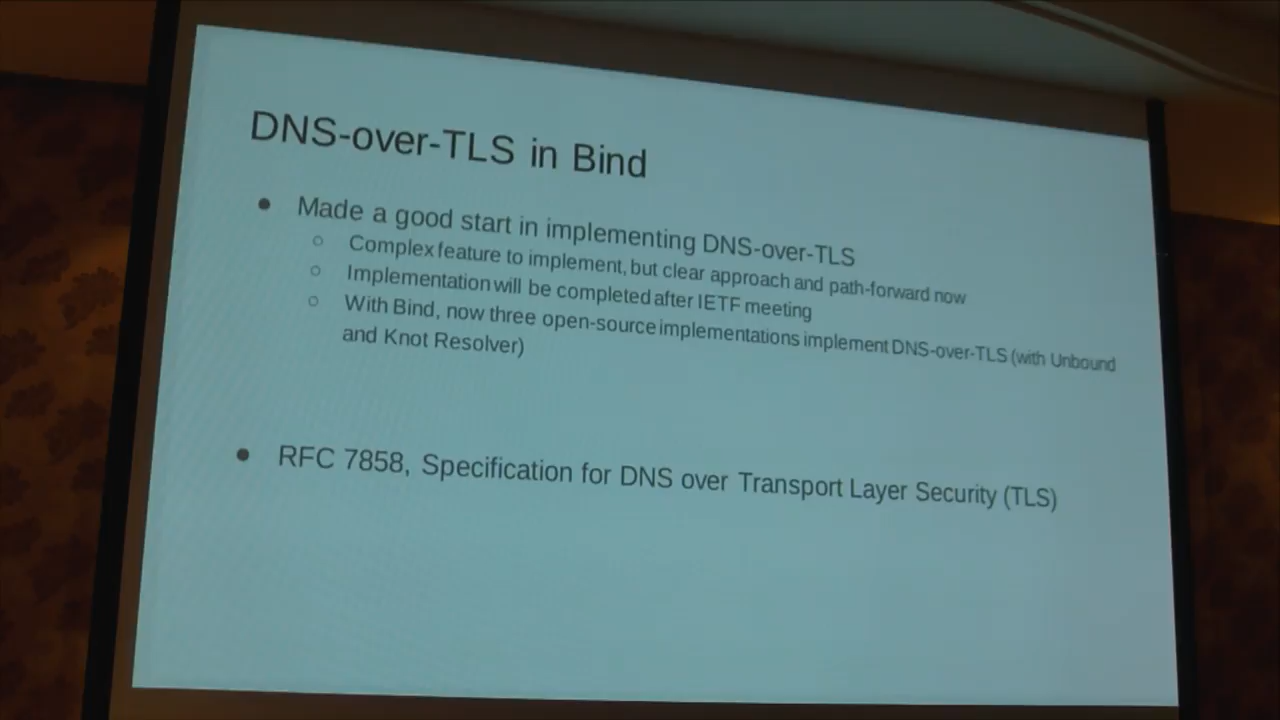 DNS-over-TLS in Bind
● Made a good start in implementing DNS-over-TLS
○ Complex feature to implement, but clear approach and path-forward now
○ Implementation will be completed after IETF meeting
○ With Bind, now three open-source implementations implement DNS-over-TLS (with Unbound
and Knot Resolver)
● RFC 7858, Specification for DNS over Transport Layer Security (TLS)